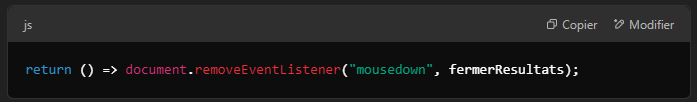 js
Copier
Modifier
return () => document.removeEventListener("mousedown", fermerResultats);